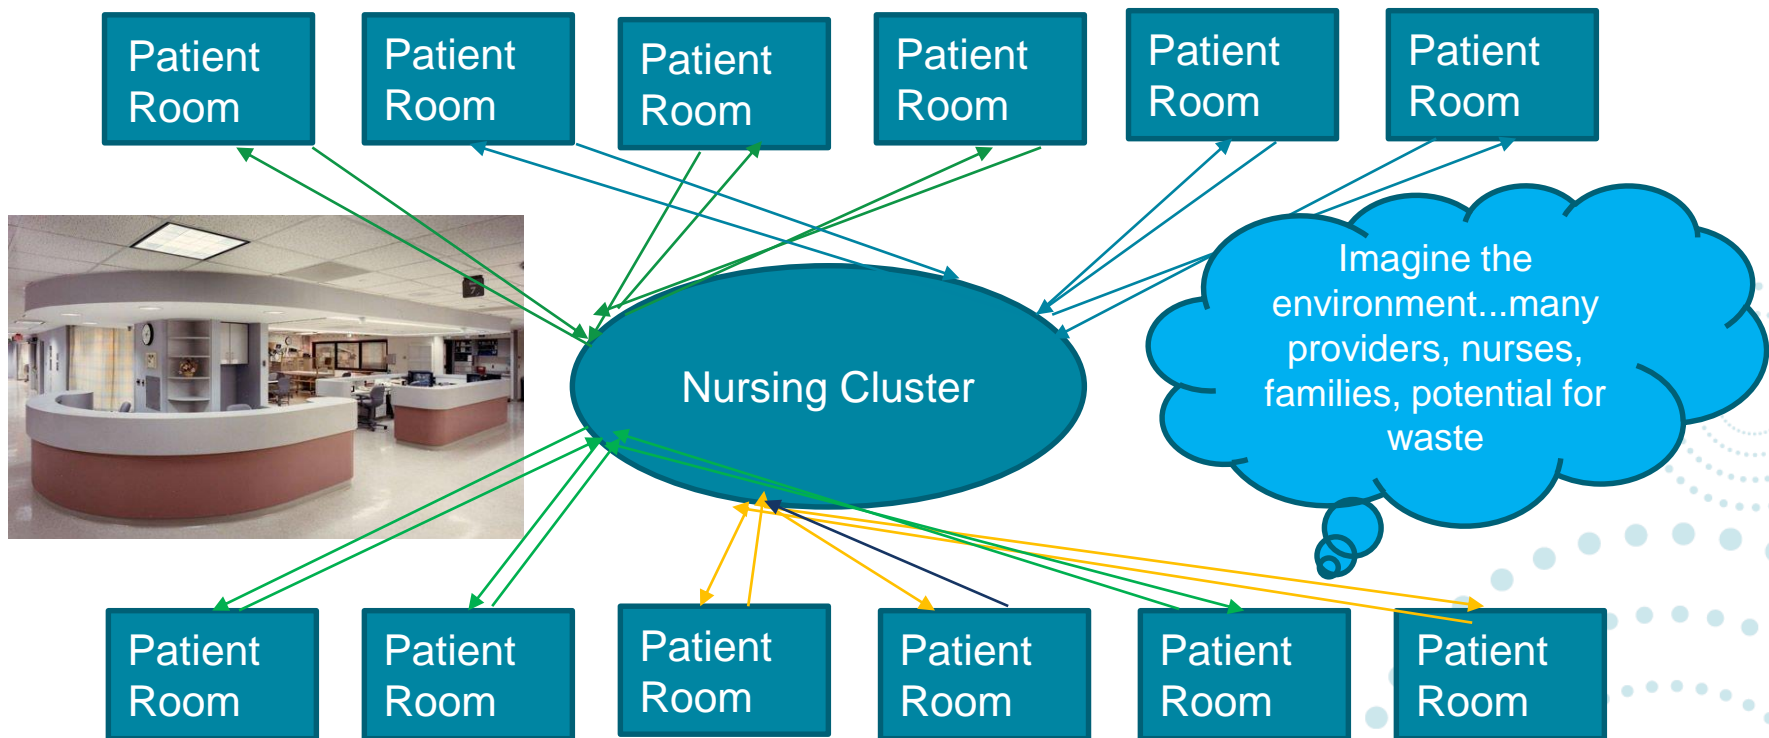 Patient
Room
Patient
Room
Patient
Room
Patient
Room
Patient
Room
Patient
Room
7
Imagine the
environment...many
providers, nurses,
families, potential for
waste
Nursing Cluster
Patient
Room
Patient
Room
Patient
Room
Patient
Room
Patient
Room
Patient
Room